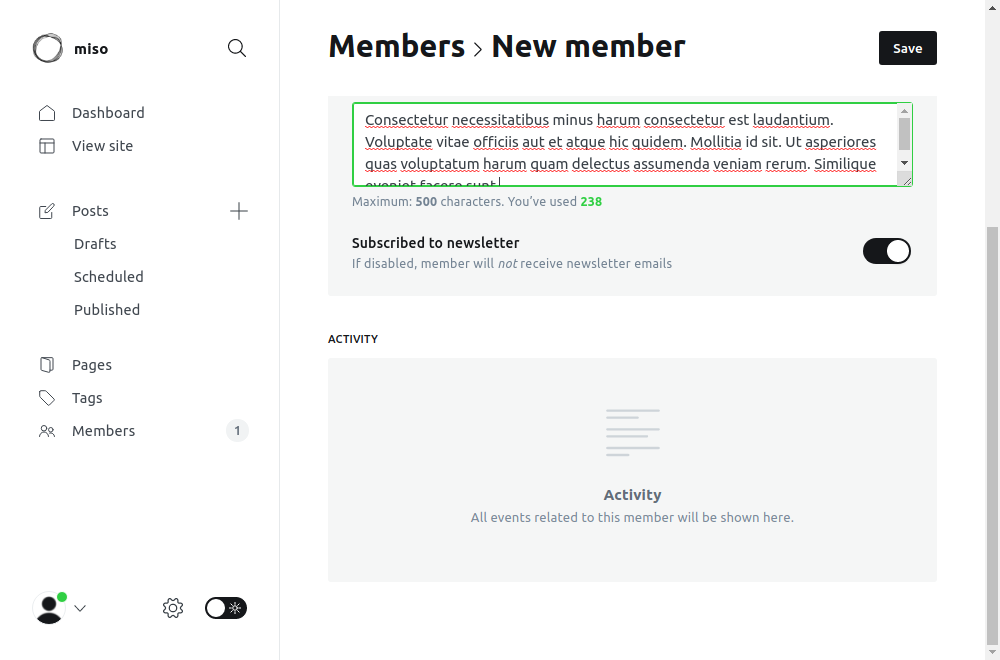 miso
Dashboard
View site
Posts
Drafts
Scheduled
Published
Pages
Tags
Members
1
Members › New member
Save
Consectetur necessitatibus minus harum consectetur est laudantium.
Voluptate vitae officiis aut et atque hic quidem. Mollitia id sit. Ut asperiores
quas voluptatum harum quam delectus assumenda veniam rerum. Similique
eveniet facere sunt.
Maximum: 500 characters. You’ve used 238
Subscribed to newsletter
If disabled, member will not receive newsletter emails
ACTIVITY
Activity
All events related to this member will be shown here.